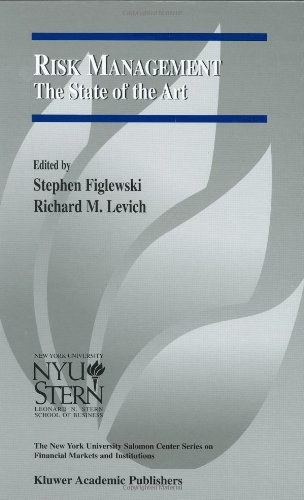 RISK MANAGEMENT
The State of the Art
Edited by
Stephen Figlewski
Richard M. Levich
NEW YORK UNIVERSITY
NYU
STERN
LEONARD N. STERN
SCHOOL OF BUSINESS
The New York University Salomon Center Series on
Financial Markets and Institutions
Kluwer Academic Publishers